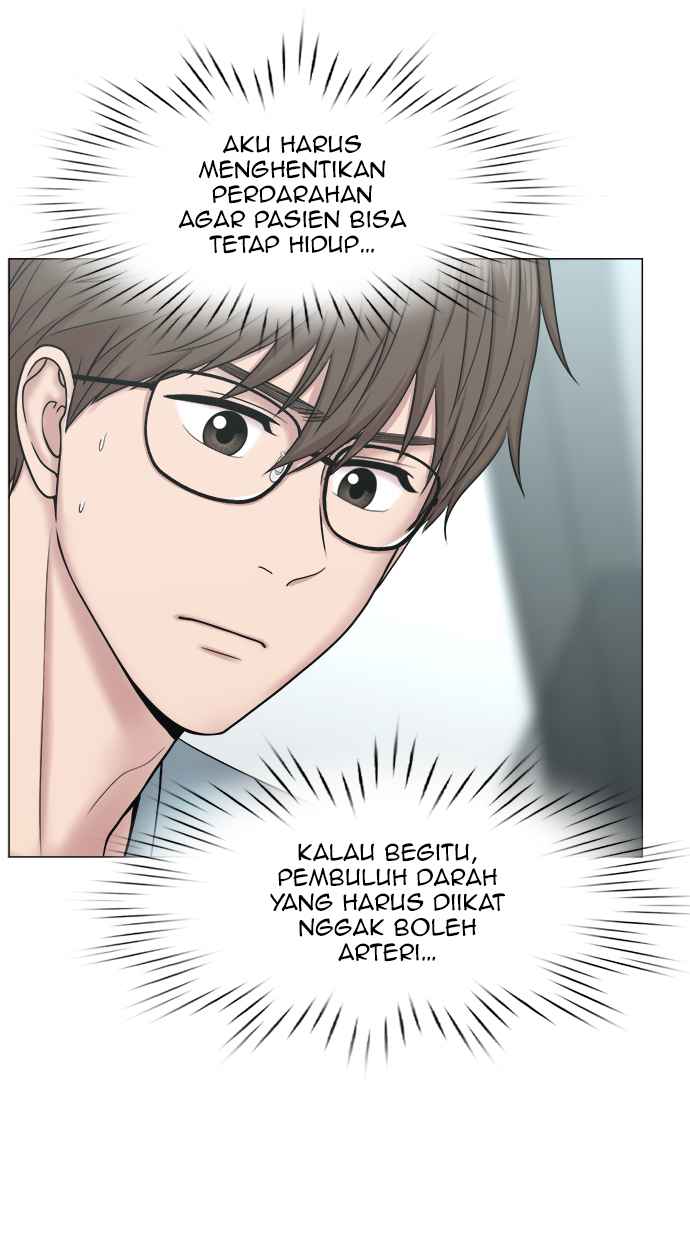 AKU HARUS
MENGHENTIKAN
PERDARAHAN
AGAR PASIEN BISA
TETAP HIDUP...
KALAU BEGITU,
PEMBULUH DARAH
YANG HARUS DIIKAT
NGGAK BOLEH
ARTERI...